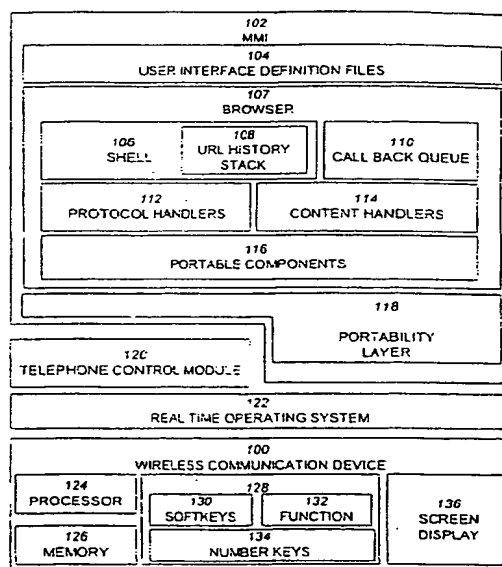 102
MMI
104
USER INTERFACE DEFINITION FILES
107
BROWSER
106
SHELL
108
URL HISTORY
STACK
110
CALL BACK QUEUE
112
PROTOCOL HANDLERS
114
CONTENT HANDLERS
116
PORTABLE COMPONENTS
118
PORTABILITY
LAYER
120
TELEPHONE CONTROL MODULE
122
REAL TIME OPERATING SYSTEM
100
WIRELESS COMMUNICATION DEVICE
124
PROCESSOR
126
MEMORY
128
130
SOFTKEYS
132
FUNCTION
134
NUMBER KEYS
136
SCREEN
DISPLAY